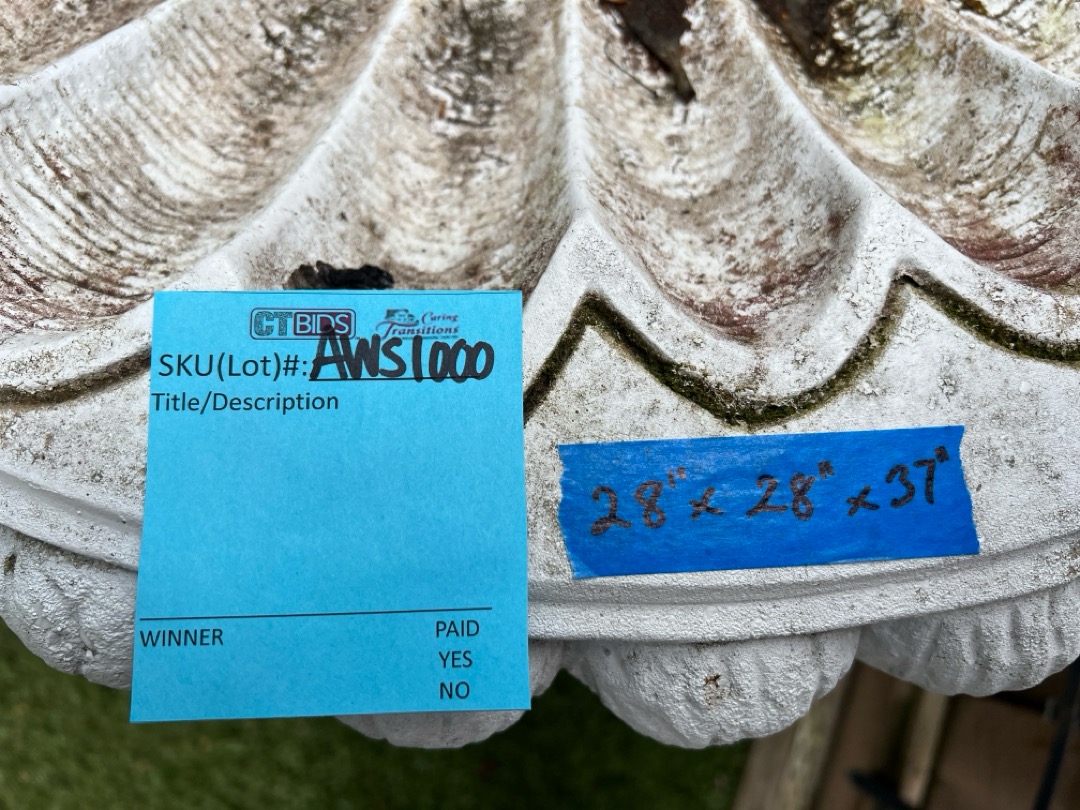 CTBIDS
Caring
Transitions
SKU(Lot)#: AWS1000
Title/Description
WINNER
PAID
YES
NO
28" x 28" x 37"